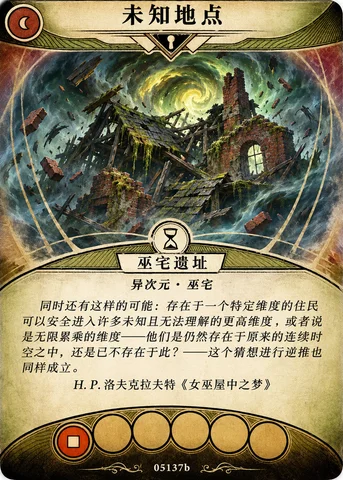 未知地点
巫宅遗址
异次元·巫宅
同时还有这样的可能：存在于一个特定维度的住民
可以安全进入许多未知且无法理解的更高维度，或者说
是无限累乘的维度——他们是仍然存在于原来的连续时
空之中，还是已不存在于此？——这个猜想进行逆推也
同样成立。
H. P. 洛夫克拉夫特《女巫屋中之梦》
05137b